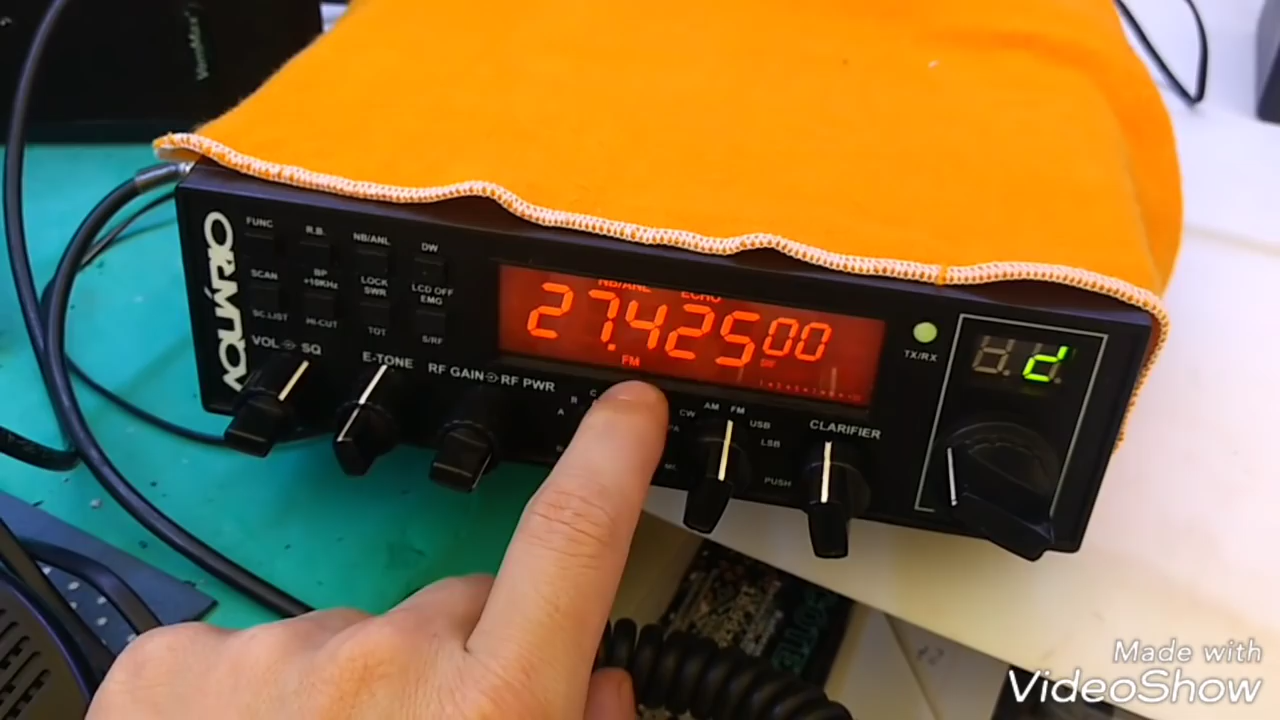 FUNC R.B. NB/ANL DW
SCAN BP +10KHz LOCK SWR LCD OFF EMG
SC.LIST HI-CUT TOT S/RF
VOL SQ E-TONE RF GAIN RF PWR
NB/ANL ECHO
27.42500
FM
TX/RX
d
A B C
CW AM FM USB LSB
PA
PUSH
CLARIFIER
Made with
VideoShow